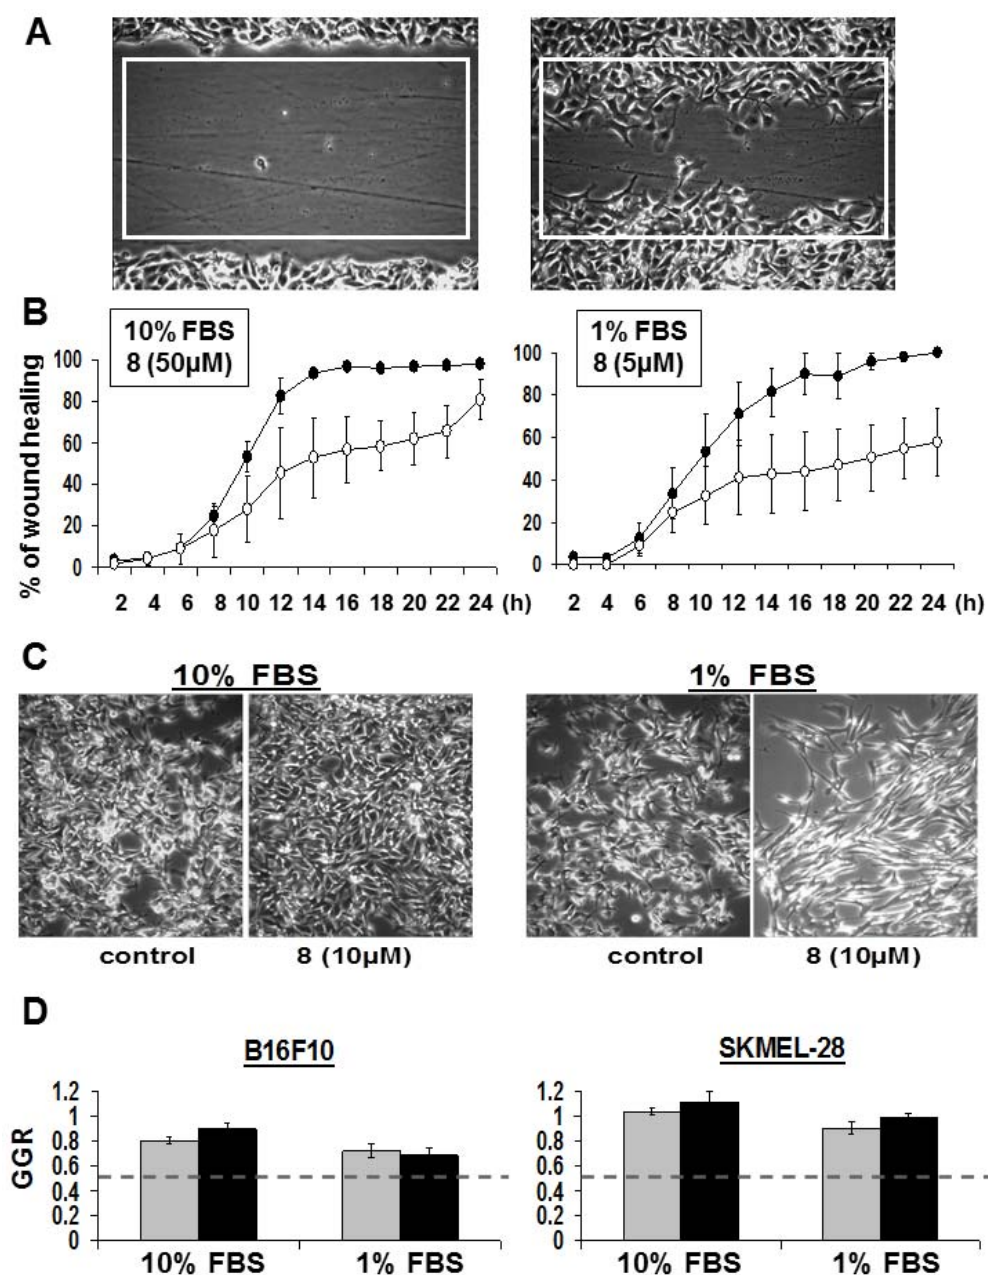 A
B
10% FBS
8 (50µM)
1% FBS
8 (5µM)
% of wound healing
100
80
60
40
20
0
2 4 6 8 10 12 14 16 18 20 22 24 (h)
100
80
60
40
20
0
2 4 6 8 10 12 14 16 18 20 22 24 (h)
C
10% FBS
1% FBS
control 8 (10µM)
control 8 (10µM)
D
B16F10
SKMEL-28
GGR
1.2
1
0.8
0.6
0.4
0.2
0
10% FBS 1% FBS
1.2
1
0.8
0.6
0.4
0.2
0
10% FBS 1% FBS